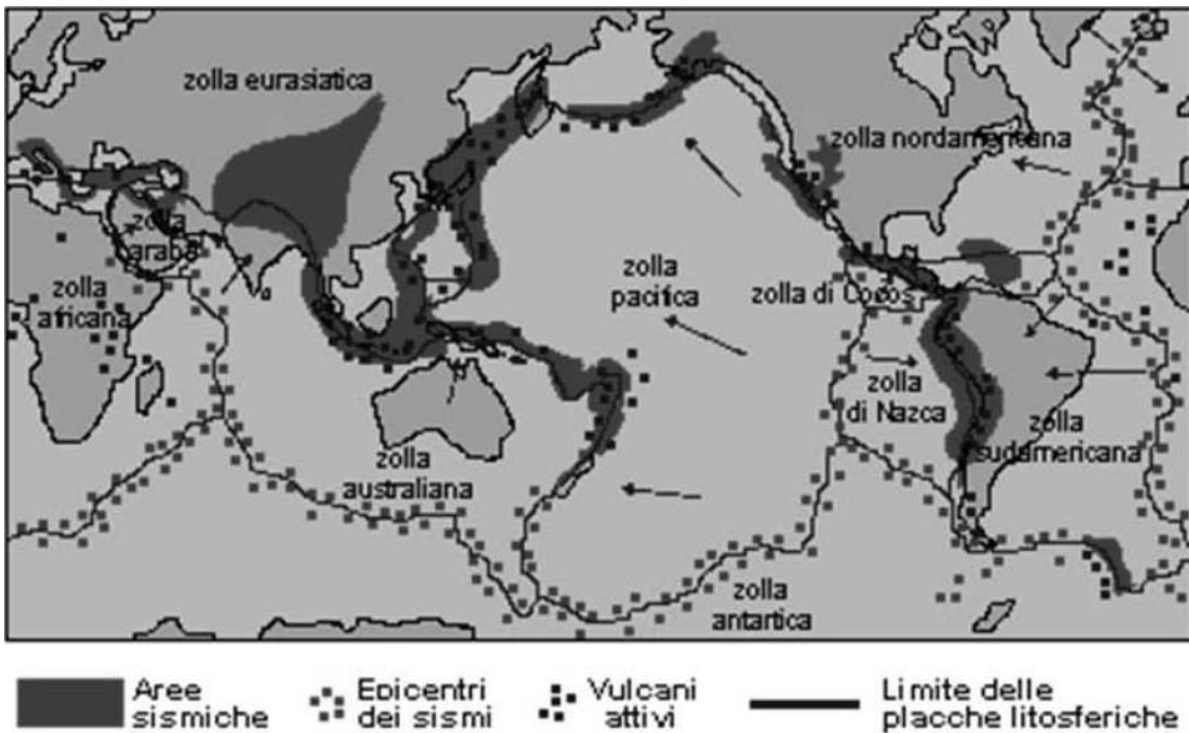 zolla eurasiatica
zolla nordamericana
zolla
araba
zolla
africana
zolla
pacifica
zolla di Cocos
zolla
di Nazca
zolla
sudamericana
zolla
australiana
zolla
antartica
Aree
sismiche
Epicentri
dei sismi
Vulcani
attivi
Limite delle
placche litosferiche